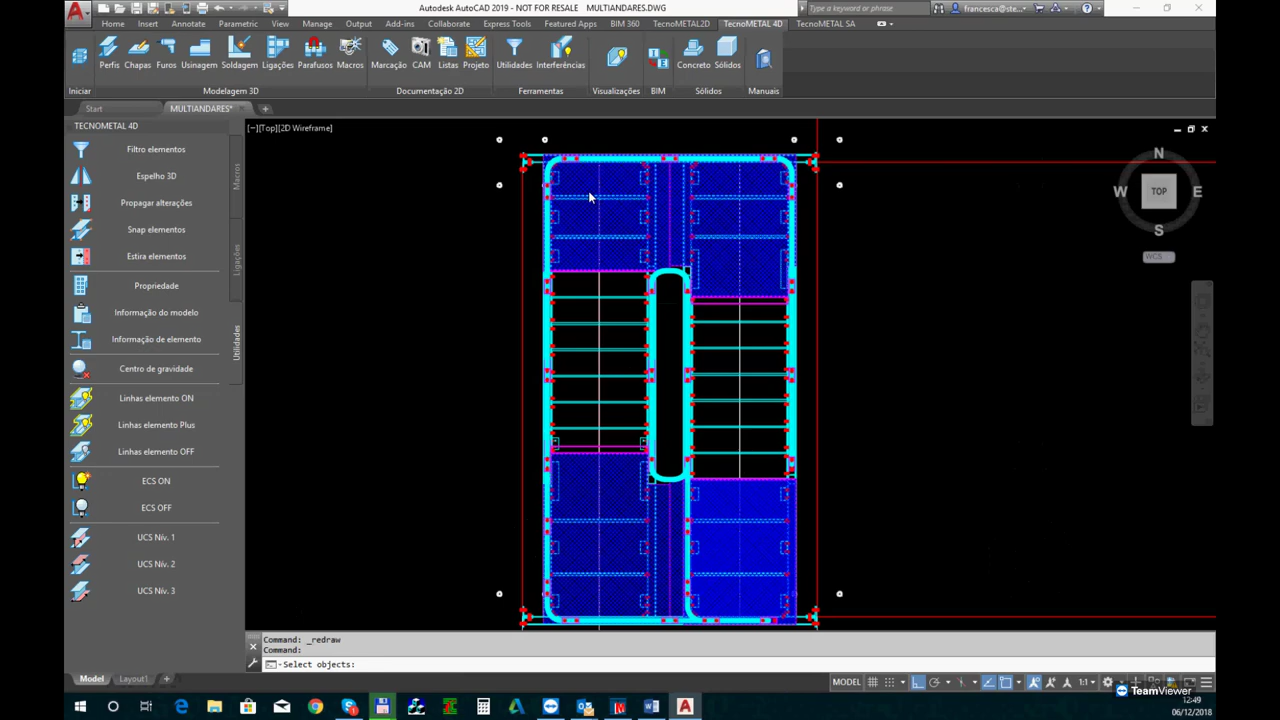 Autodesk AutoCAD 2019 - NOT FOR RESALE MULTIANDARES.DWG
Type a keyword or phrase
francesca@ste...
Home Insert Annotate Parametric View Manage Output Add-ins Collaborate Express Tools Featured Apps BIM 360 TecnoMETAL2D TecnoMETAL 4D TecnoMETAL SA
Perfis Chapas Furos Usinagem Soldagem Ligações Parafusos Macros Marcação CAM Listas Projeto Utilidades Interferências Concreto Sólidos
Iniciar Modelagem 3D Documentação 2D Ferramentas Visualizações BIM Sólidos Manuais
Start MULTIANDARES*
TECNOMETAL 4D
[−][Top][2D Wireframe]
Filtro elementos
Espelho 3D
Propagar alterações
Snap elementos
Estira elementos
Propriedade
Informação do modelo
Informação de elemento
Centro de gravidade
Linhas elemento ON
Linhas elemento Plus
Linhas elemento OFF
ECS ON
ECS OFF
UCS Nív. 1
UCS Nív. 2
UCS Nív. 3
Macros
Ligações
Utilidades
N
W TOP E
S
WCS
Command: _redraw
Command:
Select objects:
Model Layout1
MODEL 1:1
TeamViewer
12:49
06/12/2018